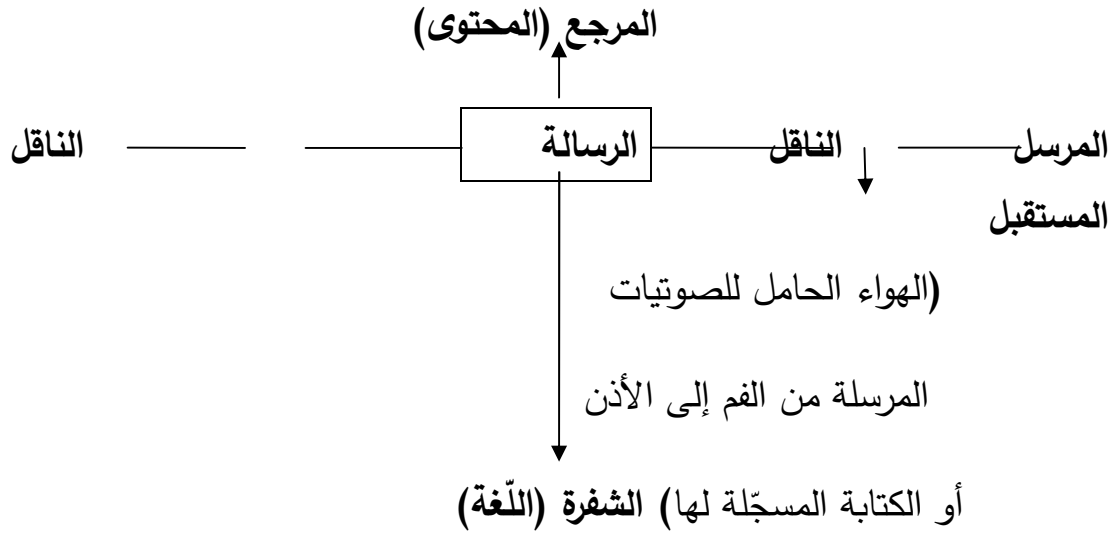 المرجع (المحتوى)
المرسل الناقل الرسالة الناقل
المستقبل
(الهواء الحامل للصوتيات
المرسلة من الفم إلى الأذن
أو الكتابة المسجّلة لها) الشفرة (اللّغة)